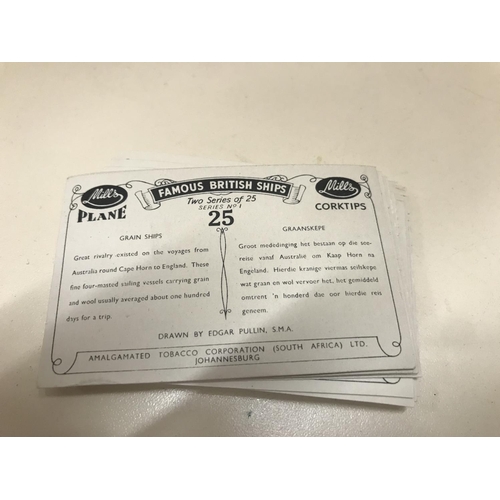 Mills
FAMOUS BRITISH SHIPS
Mills
PLANE
Two Series of 25
CORKTIPS
SERIES Nº 1
25
GRAIN SHIPS
Great rivalry existed on the voyages from
Australia round Cape Horn to England. These
fine four-masted sailing vessels carrying grain
and wool usually averaged about one hundred
days for a trip.
GRAANSKEPE
Groot mededinging het bestaan op die see-
reise vanaf Australie om Kaap Horn na
Engeland. Hierdie kranige viermas seilskepe
wat graan en wol vervoer het, het gemiddeld
omtrent 'n honderd dae oor hierdie reis
geneem.
DRAWN BY EDGAR PULLIN, S.M.A.
AMALGAMATED TOBACCO CORPORATION (SOUTH AFRICA) LTD.
JOHANNESBURG